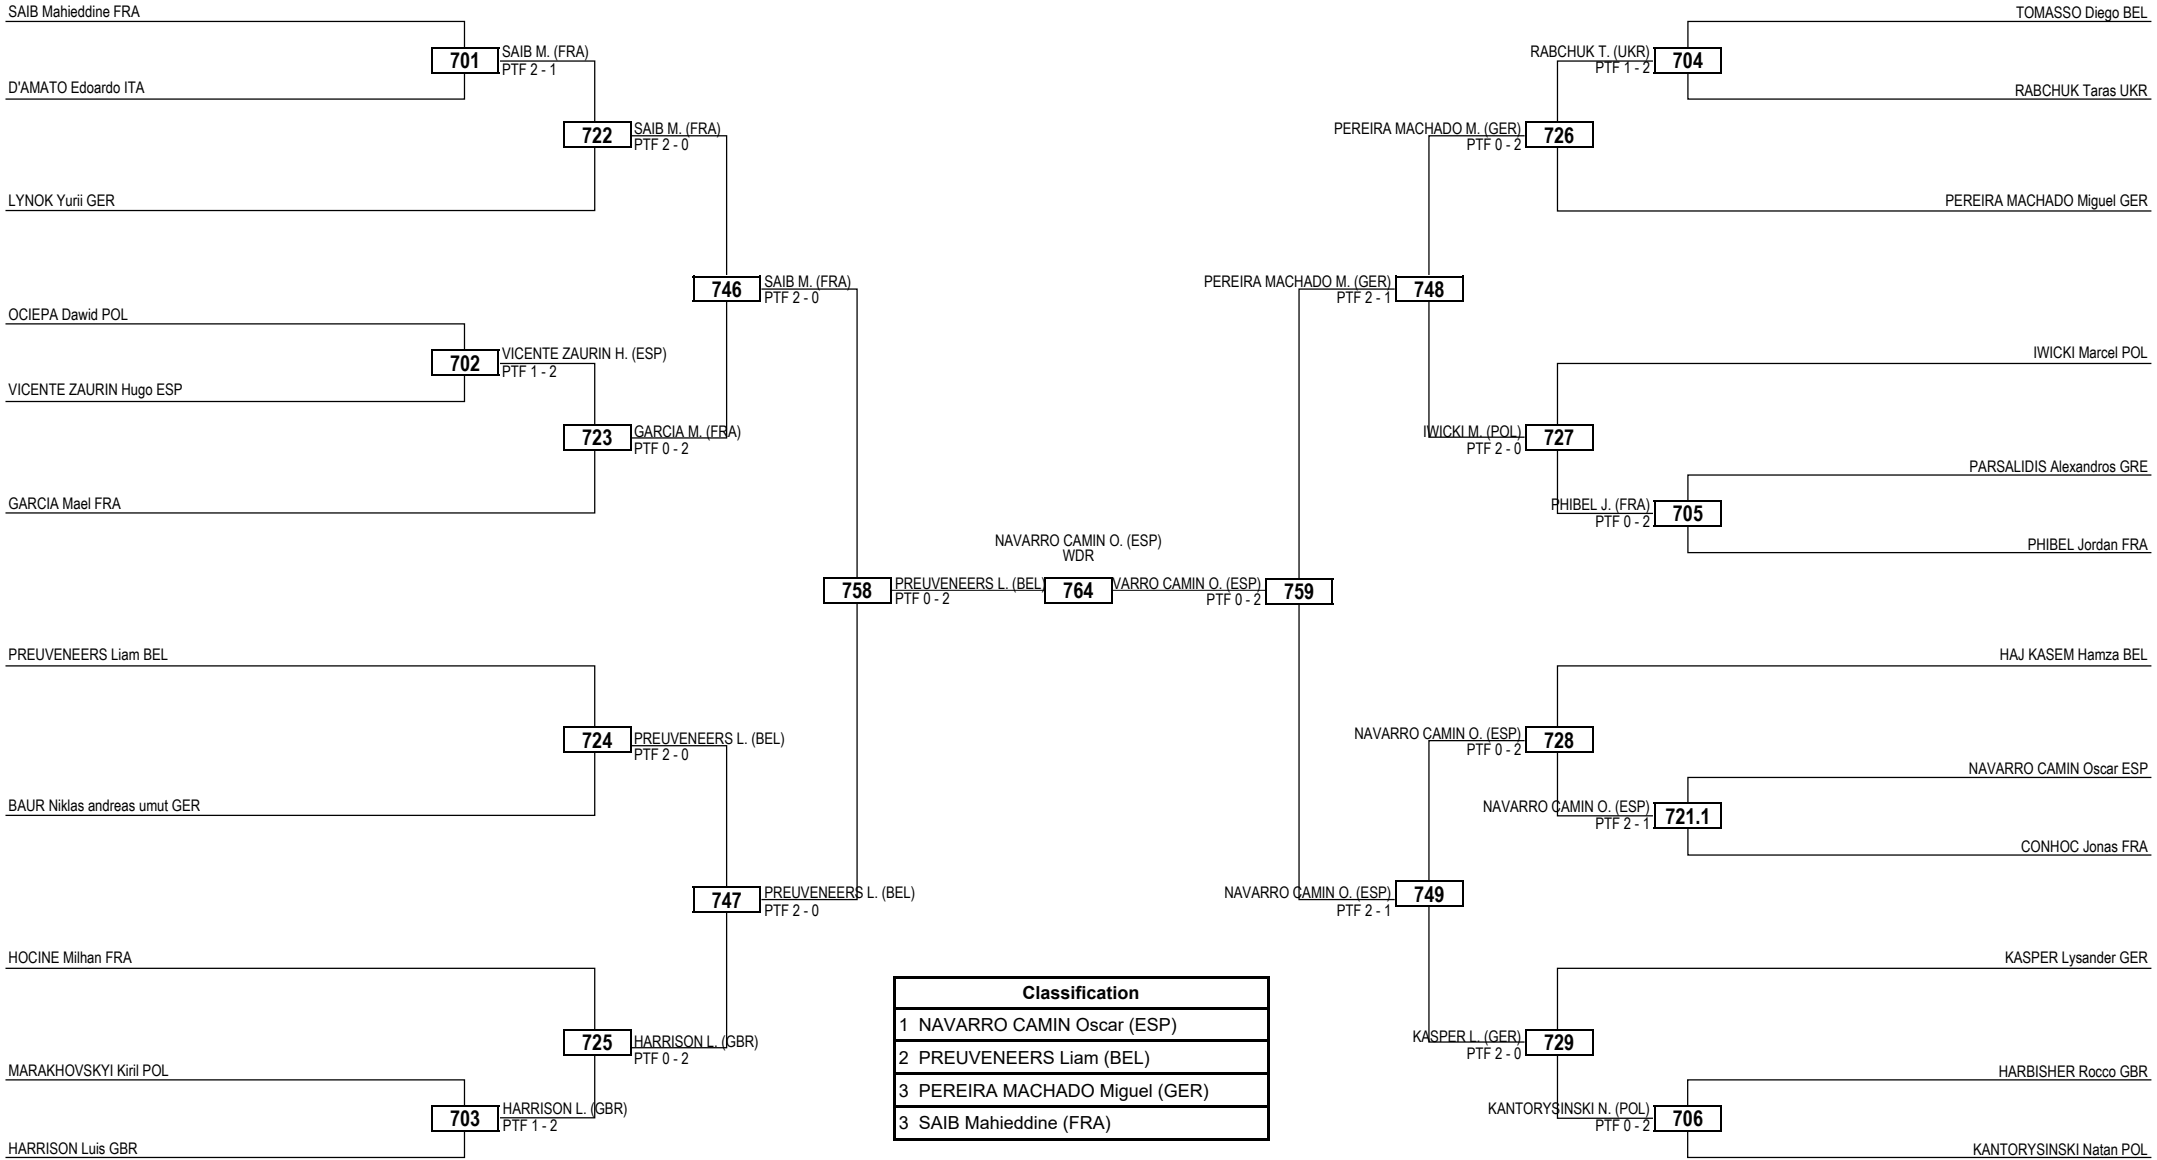 SAIB Mahieddine FRA
701
SAIB M. (FRA)
PTF 2 - 1
D'AMATO Edoardo ITA
722
SAIB M. (FRA)
PTF 2 - 0
LYNOK Yurii GER
746
SAIB M. (FRA)
PTF 2 - 0
OCIEPA Dawid POL
702
VICENTE ZAURIN H. (ESP)
PTF 1 - 2
VICENTE ZAURIN Hugo ESP
723
GARCIA M. (FRA)
PTF 0 - 2
GARCIA Mael FRA
758
PREUVENEERS L. (BEL)
PTF 0 - 2
PREUVENEERS Liam BEL
724
PREUVENEERS L. (BEL)
PTF 2 - 0
BAUR Niklas andreas umut GER
747
PREUVENEERS L. (BEL)
PTF 2 - 0
HOCINE Milhan FRA
725
HARRISON L. (GBR)
PTF 0 - 2
MARAKHOVSKYI Kiril POL
703
HARRISON L. (GBR)
PTF 1 - 2
HARRISON Luis GBR
NAVARRO CAMIN O. (ESP)
WDR
764
TOMASSO Diego BEL
RABCHUK T. (UKR)
PTF 1 - 2
704
RABCHUK Taras UKR
PEREIRA MACHADO M. (GER)
PTF 0 - 2
726
PEREIRA MACHADO Miguel GER
PEREIRA MACHADO M. (GER)
PTF 2 - 1
748
IWICKI Marcel POL
IWICKI M. (POL)
PTF 2 - 0
727
PARSALIDIS Alexandros GRE
PHIBEL J. (FRA)
PTF 0 - 2
705
PHIBEL Jordan FRA
VARRO CAMIN O. (ESP)
PTF 0 - 2
759
HAJ KASEM Hamza BEL
NAVARRO CAMIN O. (ESP)
PTF 0 - 2
728
NAVARRO CAMIN Oscar ESP
NAVARRO CAMIN O. (ESP)
PTF 2 - 1
721.1
CONHOC Jonas FRA
NAVARRO CAMIN O. (ESP)
PTF 2 - 1
749
KASPER Lysander GER
KASPER L. (GER)
PTF 2 - 0
729
HARBISHER Rocco GBR
KANTORYSINSKI N. (POL)
PTF 0 - 2
706
KANTORYSINSKI Natan POL
Classification
1 NAVARRO CAMIN Oscar (ESP)
2 PREUVENEERS Liam (BEL)
3 PEREIRA MACHADO Miguel (GER)
3 SAIB Mahieddine (FRA)